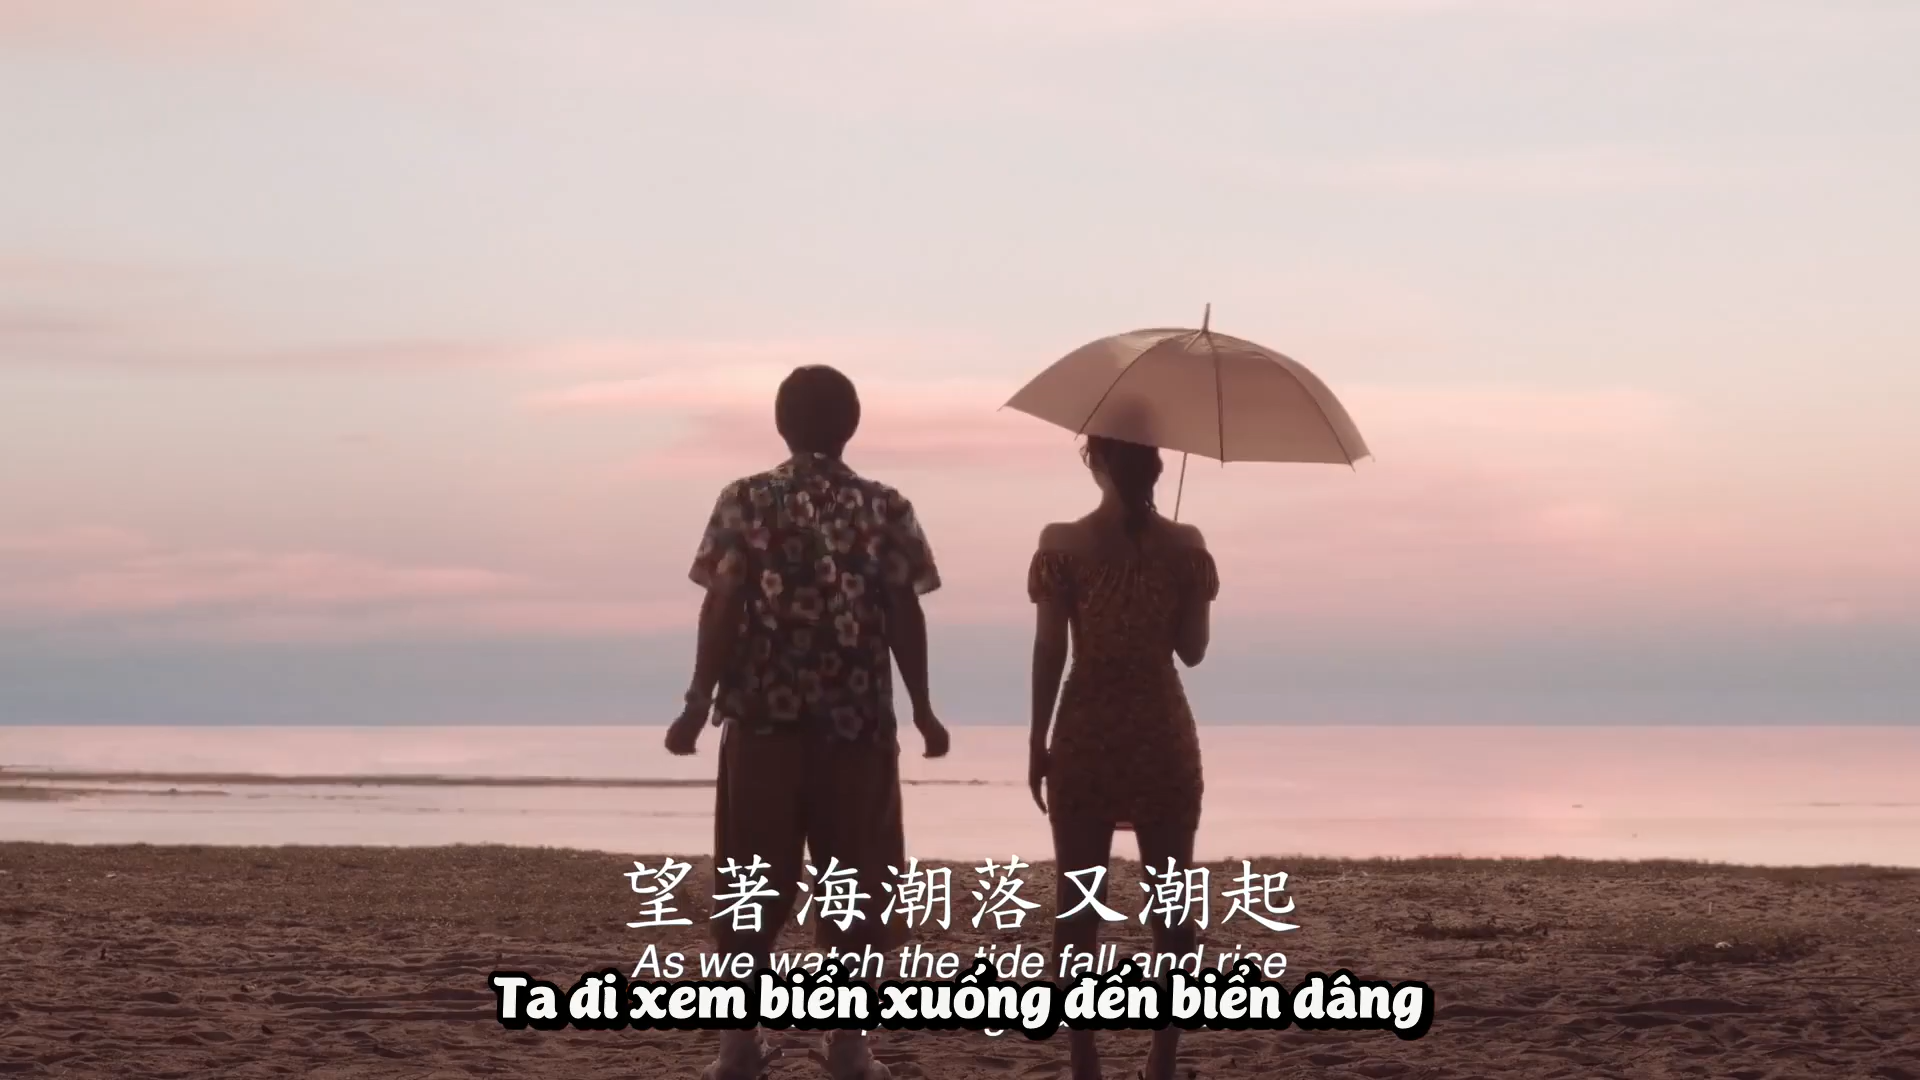 望著海潮落又潮起
As we watch the tide fall and rice
Ta đi xem biển xuống đến biển dâng